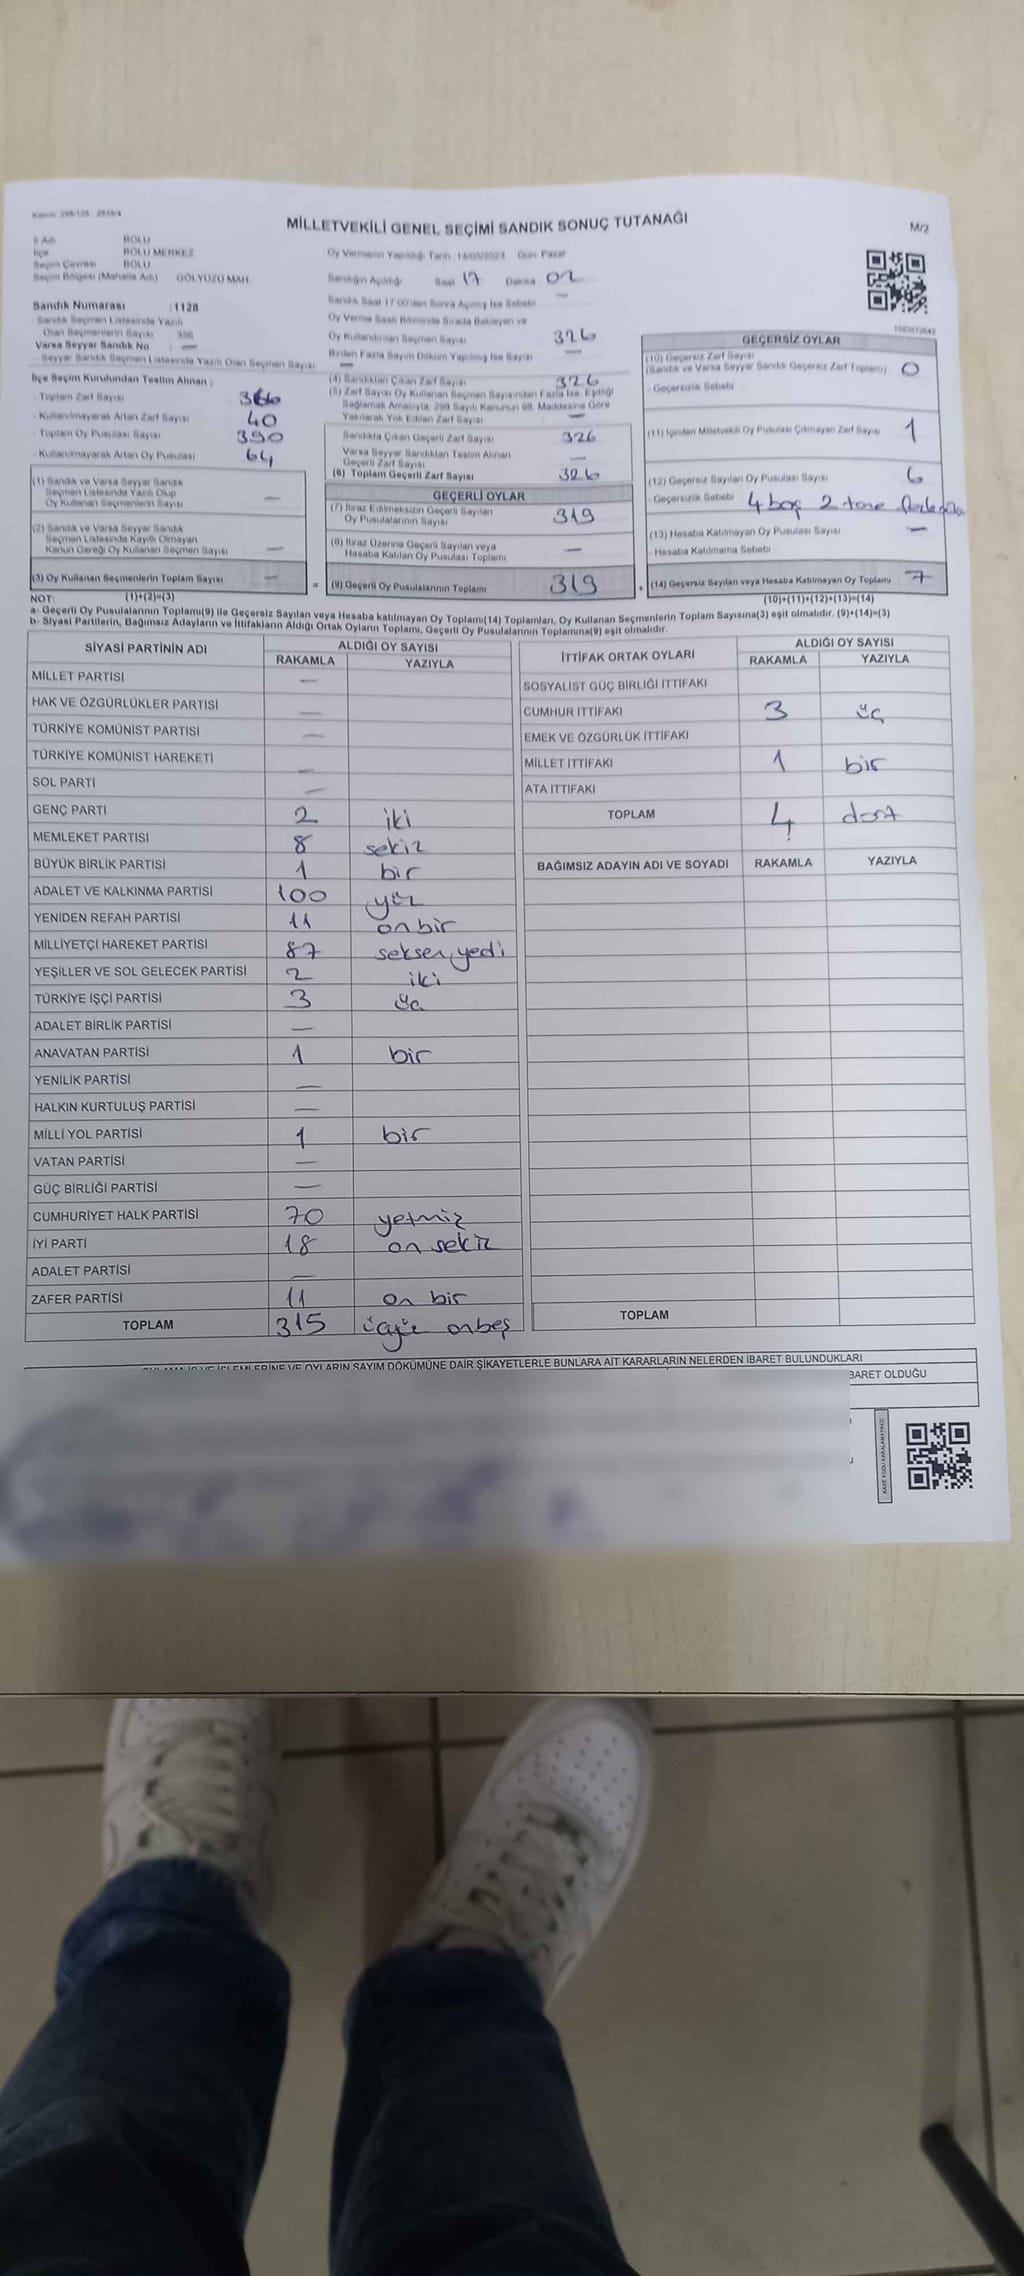 MİLLETVEKİLİ GENEL SEÇİMİ SANDIK SONUÇ TUTANAĞI
M/2
İl Adı BOLU
İlçe BOLU MERKEZ
Seçim Çevresi BOLU
Seçim Bölgesi (Mahalle Adı) GÖLYÜZÜ MAH.
Oy Vermenin Yapıldığı Tarih :14/05/2023 Gün: Pazar
Sandığın Açıldığı Saat 17 Dakika 02
Sandık Saat 17:00'den Sonra Açılmış İse Sebebi —
Sandık Numarası :1128
- Sandık Seçmen Listesinde Yazılı
Olan Seçmenlerin Sayısı
Varsa Seyyar Sandık No —
- Seyyar Sandık Seçmen Listesinde Yazılı Olan Seçmen Sayısı: —
Oy Verme Saati Bitiminde Sırada Bekleyen ve
Oy Kullandırılan Seçmen Sayısı 326
Birden Fazla Sayım Döküm Yapılmış İse Sayısı —
İlçe Seçim Kurulundan Teslim Alınan ;
- Toplam Zarf Sayısı 366
- Kullanılmayarak Artan Zarf Sayısı 40
- Toplam Oy Pusulası Sayısı 390
- Kullanılmayarak Artan Oy Pusulası 64
(4) Sandıktan Çıkan Zarf Sayısı 326
(5) Zarf Sayısı Oy Kullanan Seçmen Sayısından Fazla İse, Eşitliği
Sağlamak Amacıyla, 298 Sayılı Kanunun 98. Maddesine Göre
Yakılarak Yok Edilen Zarf Sayısı —
Sandıkta Çıkan Geçerli Zarf Sayısı 326
Varsa Seyyar Sandıktan Teslim Alınan
Geçerli Zarf Sayısı —
(6) Toplam Geçerli Zarf Sayısı 326
GEÇERSİZ OYLAR
(10) Geçersiz Zarf Sayısı
(Sandık ve Varsa Seyyar Sandık Geçersiz Zarf Toplamı) 0
- Geçersizlik Sebebi
(11) İçinden Milletvekili Oy Pusulası Çıkmayan Zarf Sayısı 1
(12) Geçersiz Sayılan Oy Pusulası Sayısı 6
- Geçersizlik Sebebi 4 boş 2 tane
(13) Hesaba Katılmayan Oy Pusulası Sayısı —
- Hesaba Katılmama Sebebi
(14) Geçersiz Sayılan veya Hesaba Katılmayan Oy Toplamı 7
(10)+(11)+(12)+(13)=(14)
(1) Sandık ve Varsa Seyyar Sandık
Seçmen Listesinde Yazılı Olup
Oy Kullanan Seçmenlerin Sayısı —
(2) Sandık ve Varsa Seyyar Sandık
Seçmen Listesinde Kayıtlı Olmayan
Kanun Gereği Oy Kullanan Seçmen Sayısı —
(3) Oy Kullanan Seçmenlerin Toplam Sayısı —
(1)+(2)=(3)
GEÇERLİ OYLAR
(7) İtiraz Edilmeksizin Geçerli Sayılan
Oy Pusulalarının Sayısı 319
(8) İtiraz Üzerine Geçerli Sayılan veya
Hesaba Katılan Oy Pusulası Toplamı —
= (9) Geçerli Oy Pusulalarının Toplamı 319 +
NOT:
a- Geçerli Oy Pusulalarının Toplamı(9) ile Geçersiz Sayılan veya Hesaba katılmayan Oy Toplamı(14) Toplamları, Oy Kullanan Seçmenlerin Toplam Sayısına(3) eşit olmalıdır. (9)+(14)=(3)
b- Siyasi Partilerin, Bağımsız Adayların ve İttifakların Aldığı Ortak Oyların Toplamı, Geçerli Oy Pusulalarının Toplamına(9) eşit olmalıdır.
SİYASİ PARTİNİN ADI ALDIĞI OY SAYISI
RAKAMLA YAZIYLA
MİLLET PARTİSİ —
HAK VE ÖZGÜRLÜKLER PARTİSİ —
TÜRKİYE KOMÜNİST PARTİSİ —
TÜRKİYE KOMÜNİST HAREKETİ —
SOL PARTİ —
GENÇ PARTİ 2 iki
MEMLEKET PARTİSİ 8 sekiz
BÜYÜK BİRLİK PARTİSİ 1 bir
ADALET VE KALKINMA PARTİSİ 100 yüz
YENİDEN REFAH PARTİSİ 11 on bir
MİLLİYETÇİ HAREKET PARTİSİ 87 seksen yedi
YEŞİLLER VE SOL GELECEK PARTİSİ 2 iki
TÜRKİYE İŞÇİ PARTİSİ 3 üç
ADALET BİRLİK PARTİSİ —
ANAVATAN PARTİSİ 1 bir
YENİLİK PARTİSİ —
HALKIN KURTULUŞ PARTİSİ —
MİLLİ YOL PARTİSİ 1 bir
VATAN PARTİSİ —
GÜÇ BİRLİĞİ PARTİSİ —
CUMHURİYET HALK PARTİSİ 70 yetmiz
İYİ PARTİ 18 on sekiz
ADALET PARTİSİ —
ZAFER PARTİSİ 11 on bir
TOPLAM 315 üçyüz onbeş
İTTİFAK ORTAK OYLARI ALDIĞI OY SAYISI
RAKAMLA YAZIYLA
SOSYALİST GÜÇ BİRLİĞİ İTTİFAKI
CUMHUR İTTİFAKI 3 üç
EMEK VE ÖZGÜRLÜK İTTİFAKI
MİLLET İTTİFAKI 1 bir
ATA İTTİFAKI
TOPLAM 4 dört
BAĞIMSIZ ADAYIN ADI VE SOYADI RAKAMLA YAZIYLA
TOPLAM
İŞLEMLERİNE VE OYLARIN SAYIM DÖKÜMÜNE DAİR ŞİKAYETLERLE BUNLARA AİT KARARLARIN NELERDEN İBARET BULUNDUKLARI
İBARET OLDUĞU
KARE KODU KARALAMAYINIZ!